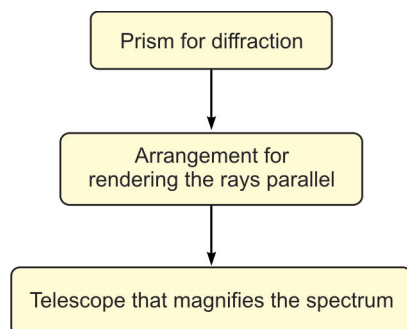 Prism for diffraction
Arrangement for
rendering the rays parallel
Telescope that magnifies the spectrum